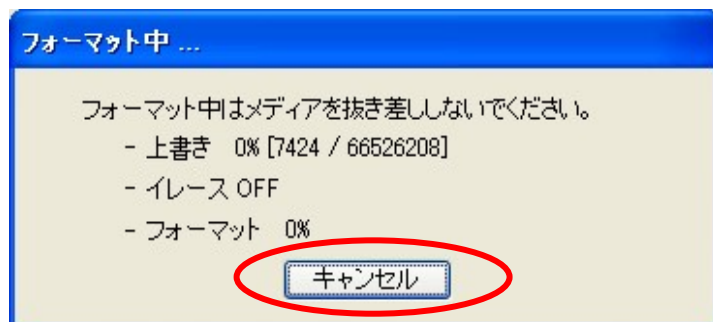 フォーマット中 ...
フォーマット中はメディアを抜き差ししないでください。
- 上書き 0% [7424 / 66526208]
- イレース OFF
- フォーマット 0%
キャンセル